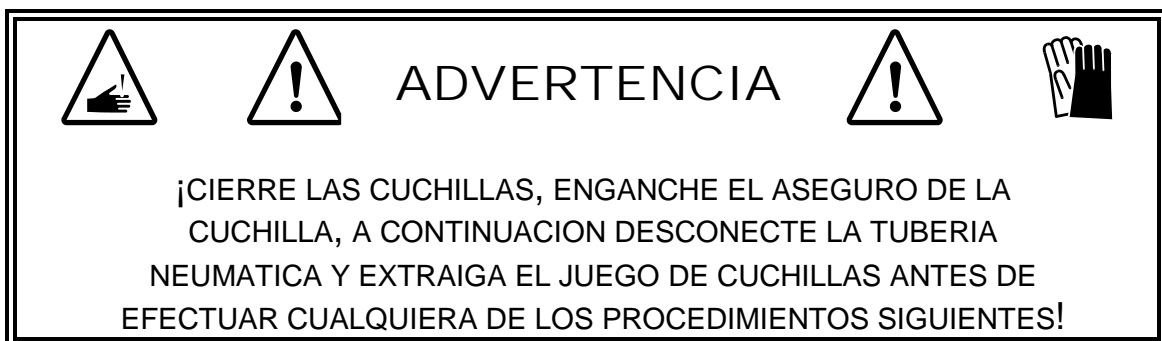 ADVERTENCIA
¡CIERRE LAS CUCHILLAS, ENGANCHE EL ASEGURO DE LA
CUCHILLA, A CONTINUACION DESCONECTE LA TUBERIA
NEUMATICA Y EXTRAIGA EL JUEGO DE CUCHILLAS ANTES DE
EFECTUAR CUALQUIERA DE LOS PROCEDIMIENTOS SIGUIENTES!